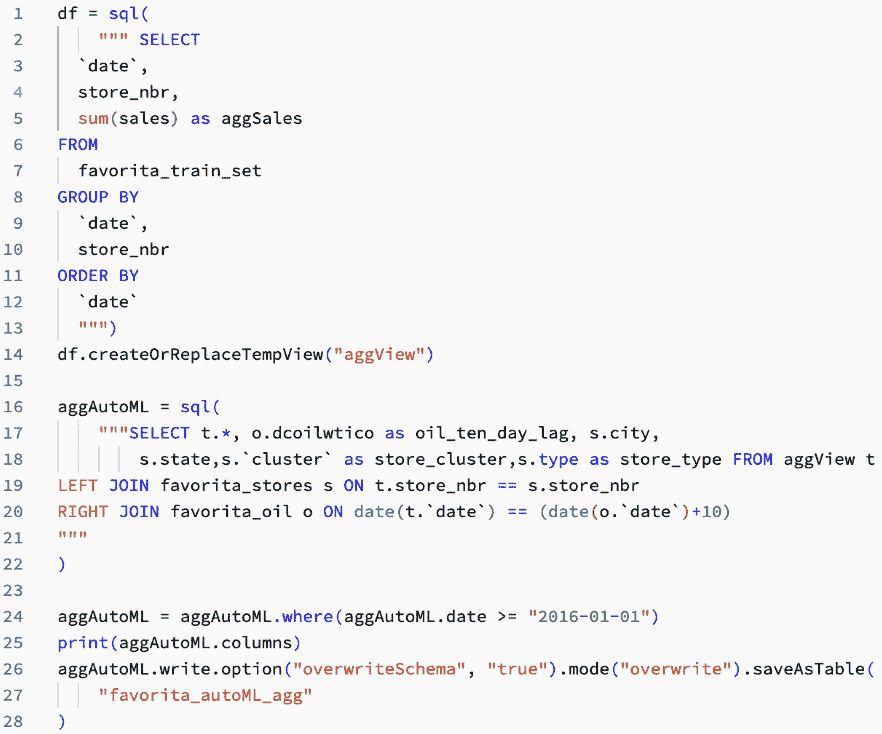 1 df = sql(
2 """ SELECT
3 `date`,
4 store_nbr,
5 sum(sales) as aggSales
6 FROM
7 favorita_train_set
8 GROUP BY
9 `date`,
10 store_nbr
11 ORDER BY
12 `date`
13 """)
14 df.createOrReplaceTempView("aggView")
15
16 aggAutoML = sql(
17 """SELECT t.*, o.dcoilwtico as oil_ten_day_lag, s.city,
18 s.state,s.`cluster` as store_cluster,s.type as store_type FROM aggView t
19 LEFT JOIN favorita_stores s ON t.store_nbr == s.store_nbr
20 RIGHT JOIN favorita_oil o ON date(t.`date`) == (date(o.`date`)+10)
21 """
22 )
23
24 aggAutoML = aggAutoML.where(aggAutoML.date >= "2016-01-01")
25 print(aggAutoML.columns)
26 aggAutoML.write.option("overwriteSchema", "true").mode("overwrite").saveAsTable(
27 "favorita_autoML_agg"
28 )